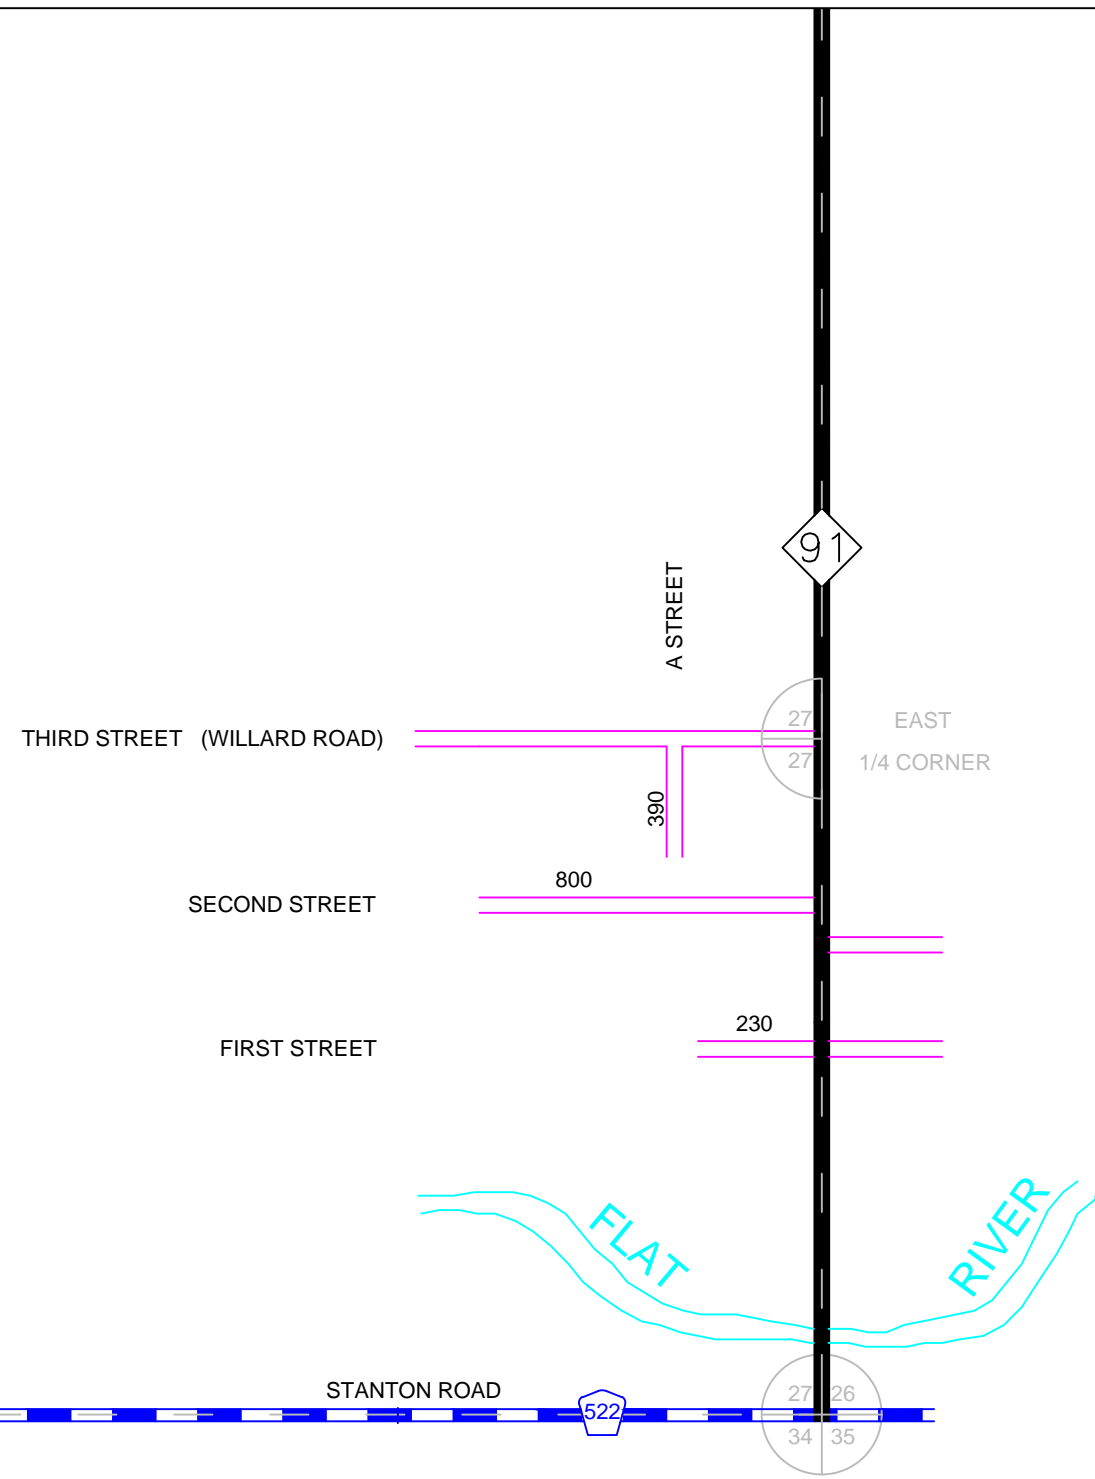 91
A STREET
27
EAST
THIRD STREET (WILLARD ROAD)
27
1/4 CORNER
390
800
SECOND STREET
230
FIRST STREET
FLAT
RIVER
STANTON ROAD
522
27 26
34 35